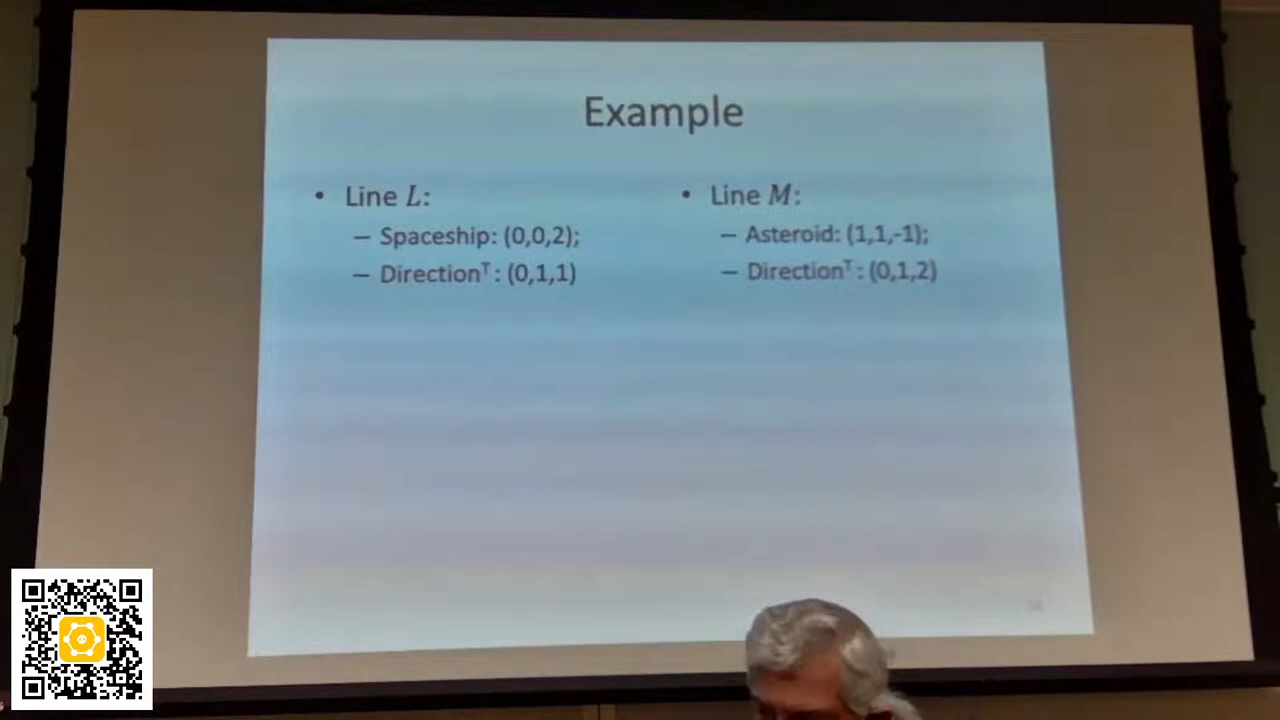 Example
• Line L:
– Spaceship: (0,0,2);
– Directionᵀ: (0,1,1)
• Line M:
– Asteroid: (1,1,-1);
– Directionᵀ: (0,1,2)